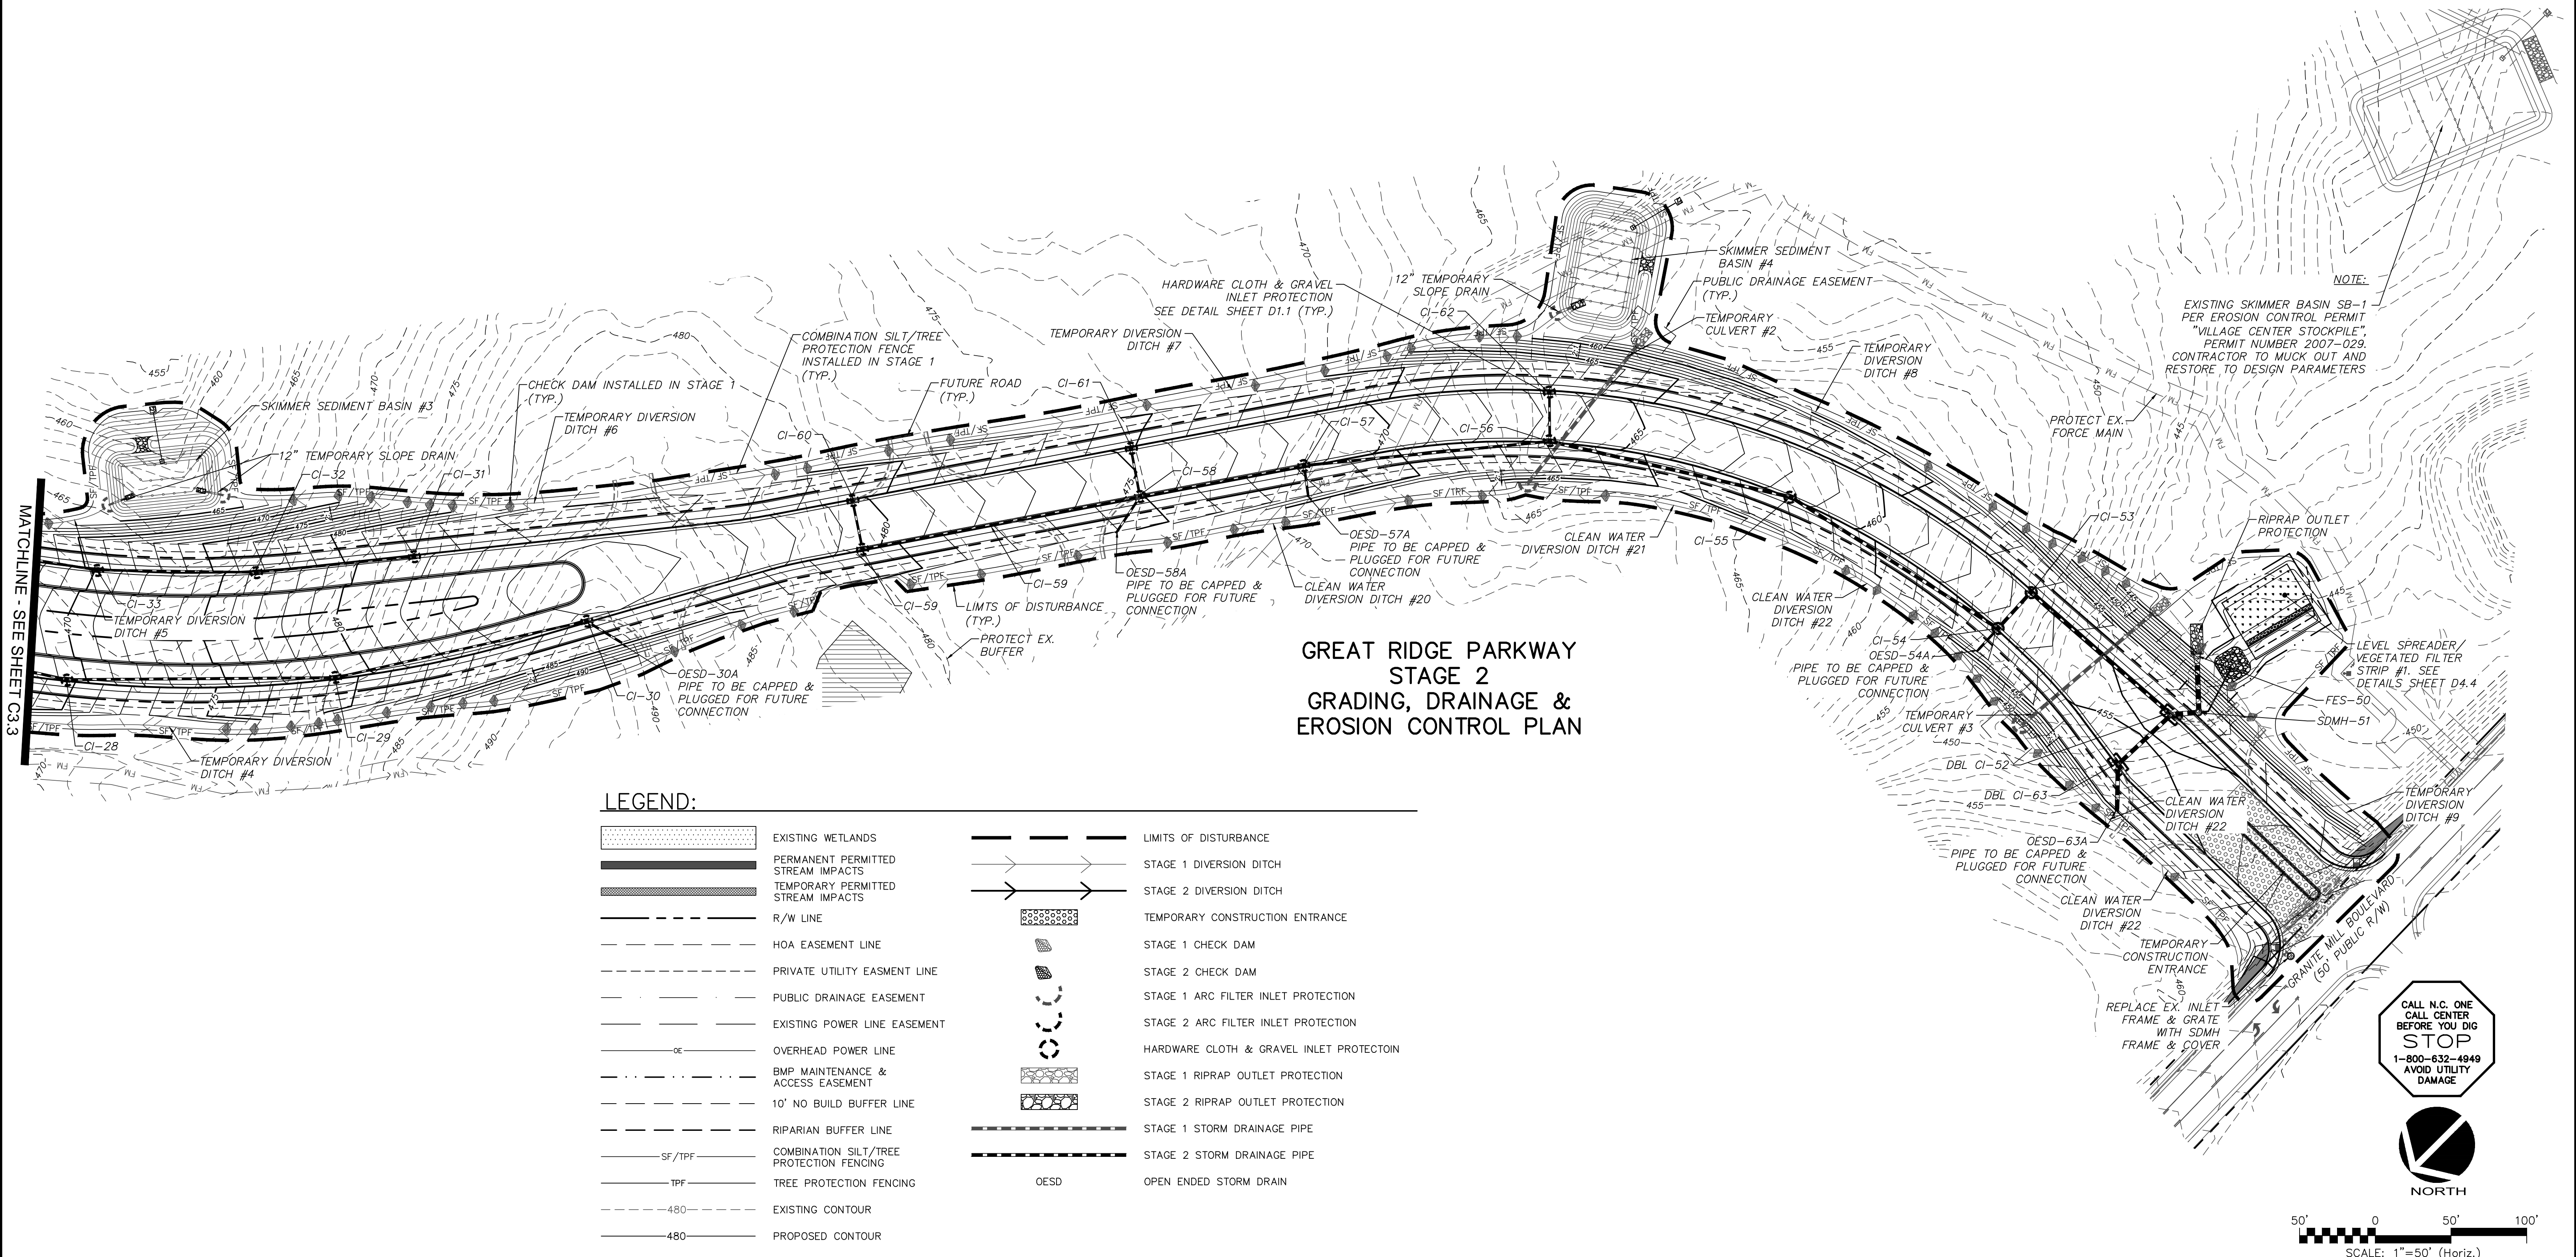 GREAT RIDGE PARKWAY
STAGE 2
GRADING, DRAINAGE &
EROSION CONTROL PLAN
MATCHLINE - SEE SHEET C3.3
SKIMMER SEDIMENT BASIN #3
12" TEMPORARY SLOPE DRAIN
CI-32
CI-31
CHECK DAM INSTALLED IN STAGE 1
(TYP.)
TEMPORARY DIVERSION
DITCH #6
COMBINATION SILT/TREE
PROTECTION FENCE
INSTALLED IN STAGE 1
(TYP.)
CI-60
FUTURE ROAD
(TYP.)
CI-61
TEMPORARY DIVERSION
DITCH #7
HARDWARE CLOTH & GRAVEL
INLET PROTECTION
SEE DETAIL SHEET D1.1 (TYP.)
12" TEMPORARY
SLOPE DRAIN
CI-62
CI-57
CI-56
CI-58
SKIMMER SEDIMENT
BASIN #4
PUBLIC DRAINAGE EASEMENT
(TYP.)
TEMPORARY
CULVERT #2
TEMPORARY
DIVERSION
DITCH #8
NOTE:
EXISTING SKIMMER BASIN SB-1
PER EROSION CONTROL PERMIT
"VILLAGE CENTER STOCKPILE",
PERMIT NUMBER 2007-029.
CONTRACTOR TO MUCK OUT AND
RESTORE TO DESIGN PARAMETERS
PROTECT EX.
FORCE MAIN
CI-53
RIPRAP OUTLET
PROTECTION
LEVEL SPREADER/
VEGETATED FILTER
STRIP #1. SEE
DETAILS SHEET D4.4
FES-50
SDMH-51
TEMPORARY
DIVERSION
DITCH #9
CI-33
TEMPORARY DIVERSION
DITCH #5
CI-28
TEMPORARY DIVERSION
DITCH #4
CI-29
CI-30
OESD-30A
PIPE TO BE CAPPED &
PLUGGED FOR FUTURE
CONNECTION
CI-59
LIMTS OF DISTURBANCE
(TYP.)
PROTECT EX.
BUFFER
CI-59
OESD-58A
PIPE TO BE CAPPED &
PLUGGED FOR FUTURE
CONNECTION
CLEAN WATER
DIVERSION DITCH #20
OESD-57A
PIPE TO BE CAPPED &
PLUGGED FOR FUTURE
CONNECTION
CLEAN WATER
DIVERSION DITCH #21
CI-55
CLEAN WATER
DIVERSION
DITCH #22
CI-54
OESD-54A
PIPE TO BE CAPPED &
PLUGGED FOR FUTURE
CONNECTION
TEMPORARY
CULVERT #3
DBL CI-52
DBL CI-63
CLEAN WATER
DIVERSION
DITCH #22
OESD-63A
PIPE TO BE CAPPED &
PLUGGED FOR FUTURE
CONNECTION
CLEAN WATER
DIVERSION
DITCH #22
TEMPORARY
CONSTRUCTION
ENTRANCE
REPLACE EX. INLET
FRAME & GRATE
WITH SDMH
FRAME & COVER
GRANITE MILL BOULEVARD
(50' PUBLIC R/W)
LEGEND:
EXISTING WETLANDS
PERMANENT PERMITTED
STREAM IMPACTS
TEMPORARY PERMITTED
STREAM IMPACTS
R/W LINE
HOA EASEMENT LINE
PRIVATE UTILITY EASMENT LINE
PUBLIC DRAINAGE EASEMENT
EXISTING POWER LINE EASEMENT
OE OVERHEAD POWER LINE
BMP MAINTENANCE &
ACCESS EASEMENT
10' NO BUILD BUFFER LINE
RIPARIAN BUFFER LINE
SF/TPF COMBINATION SILT/TREE
PROTECTION FENCING
TPF TREE PROTECTION FENCING
480 EXISTING CONTOUR
480 PROPOSED CONTOUR
LIMITS OF DISTURBANCE
STAGE 1 DIVERSION DITCH
STAGE 2 DIVERSION DITCH
TEMPORARY CONSTRUCTION ENTRANCE
STAGE 1 CHECK DAM
STAGE 2 CHECK DAM
STAGE 1 ARC FILTER INLET PROTECTION
STAGE 2 ARC FILTER INLET PROTECTION
HARDWARE CLOTH & GRAVEL INLET PROTECTOIN
STAGE 1 RIPRAP OUTLET PROTECTION
STAGE 2 RIPRAP OUTLET PROTECTION
STAGE 1 STORM DRAINAGE PIPE
STAGE 2 STORM DRAINAGE PIPE
OESD OPEN ENDED STORM DRAIN
CALL N.C. ONE
CALL CENTER
BEFORE YOU DIG
STOP
1-800-632-4949
AVOID UTILITY
DAMAGE
NORTH
50' 0 50' 100'
SCALE: 1"=50' (Horiz.)